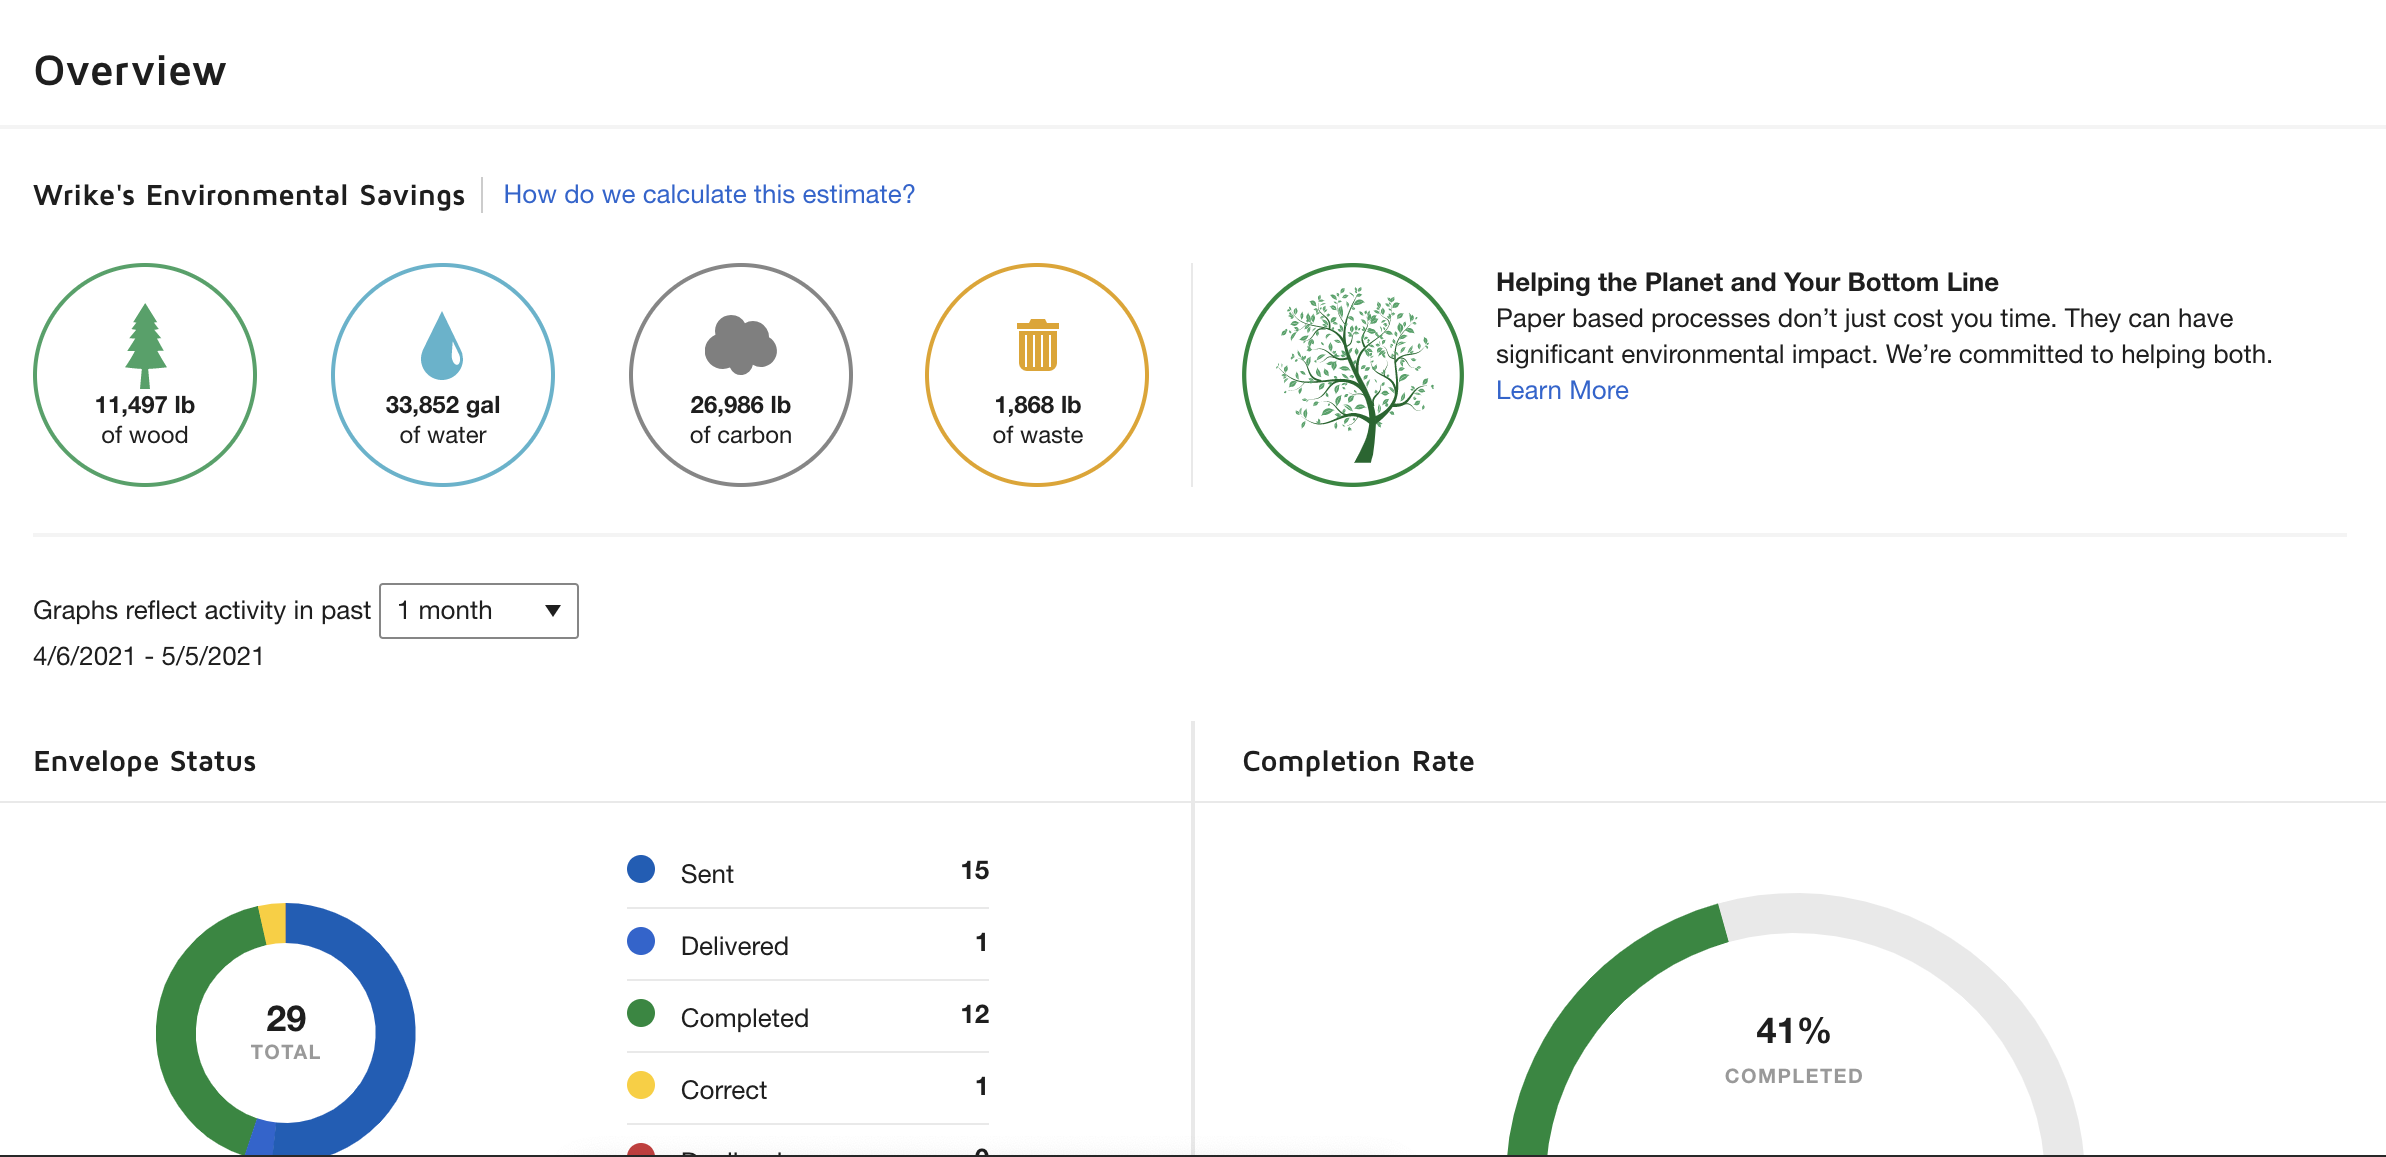 Overview
Wrike's Environmental Savings
How do we calculate this estimate?
11,497 lb
of wood
33,852 gal
of water
26,986 lb
of carbon
1,868 lb
of waste
Helping the Planet and Your Bottom Line
Paper based processes don’t just cost you time. They can have
significant environmental impact. We’re committed to helping both.
Learn More
Graphs reflect activity in past 1 month
4/6/2021 - 5/5/2021
Envelope Status
29
TOTAL
Sent 15
Delivered 1
Completed 12
Correct 1
Completion Rate
41%
COMPLETED